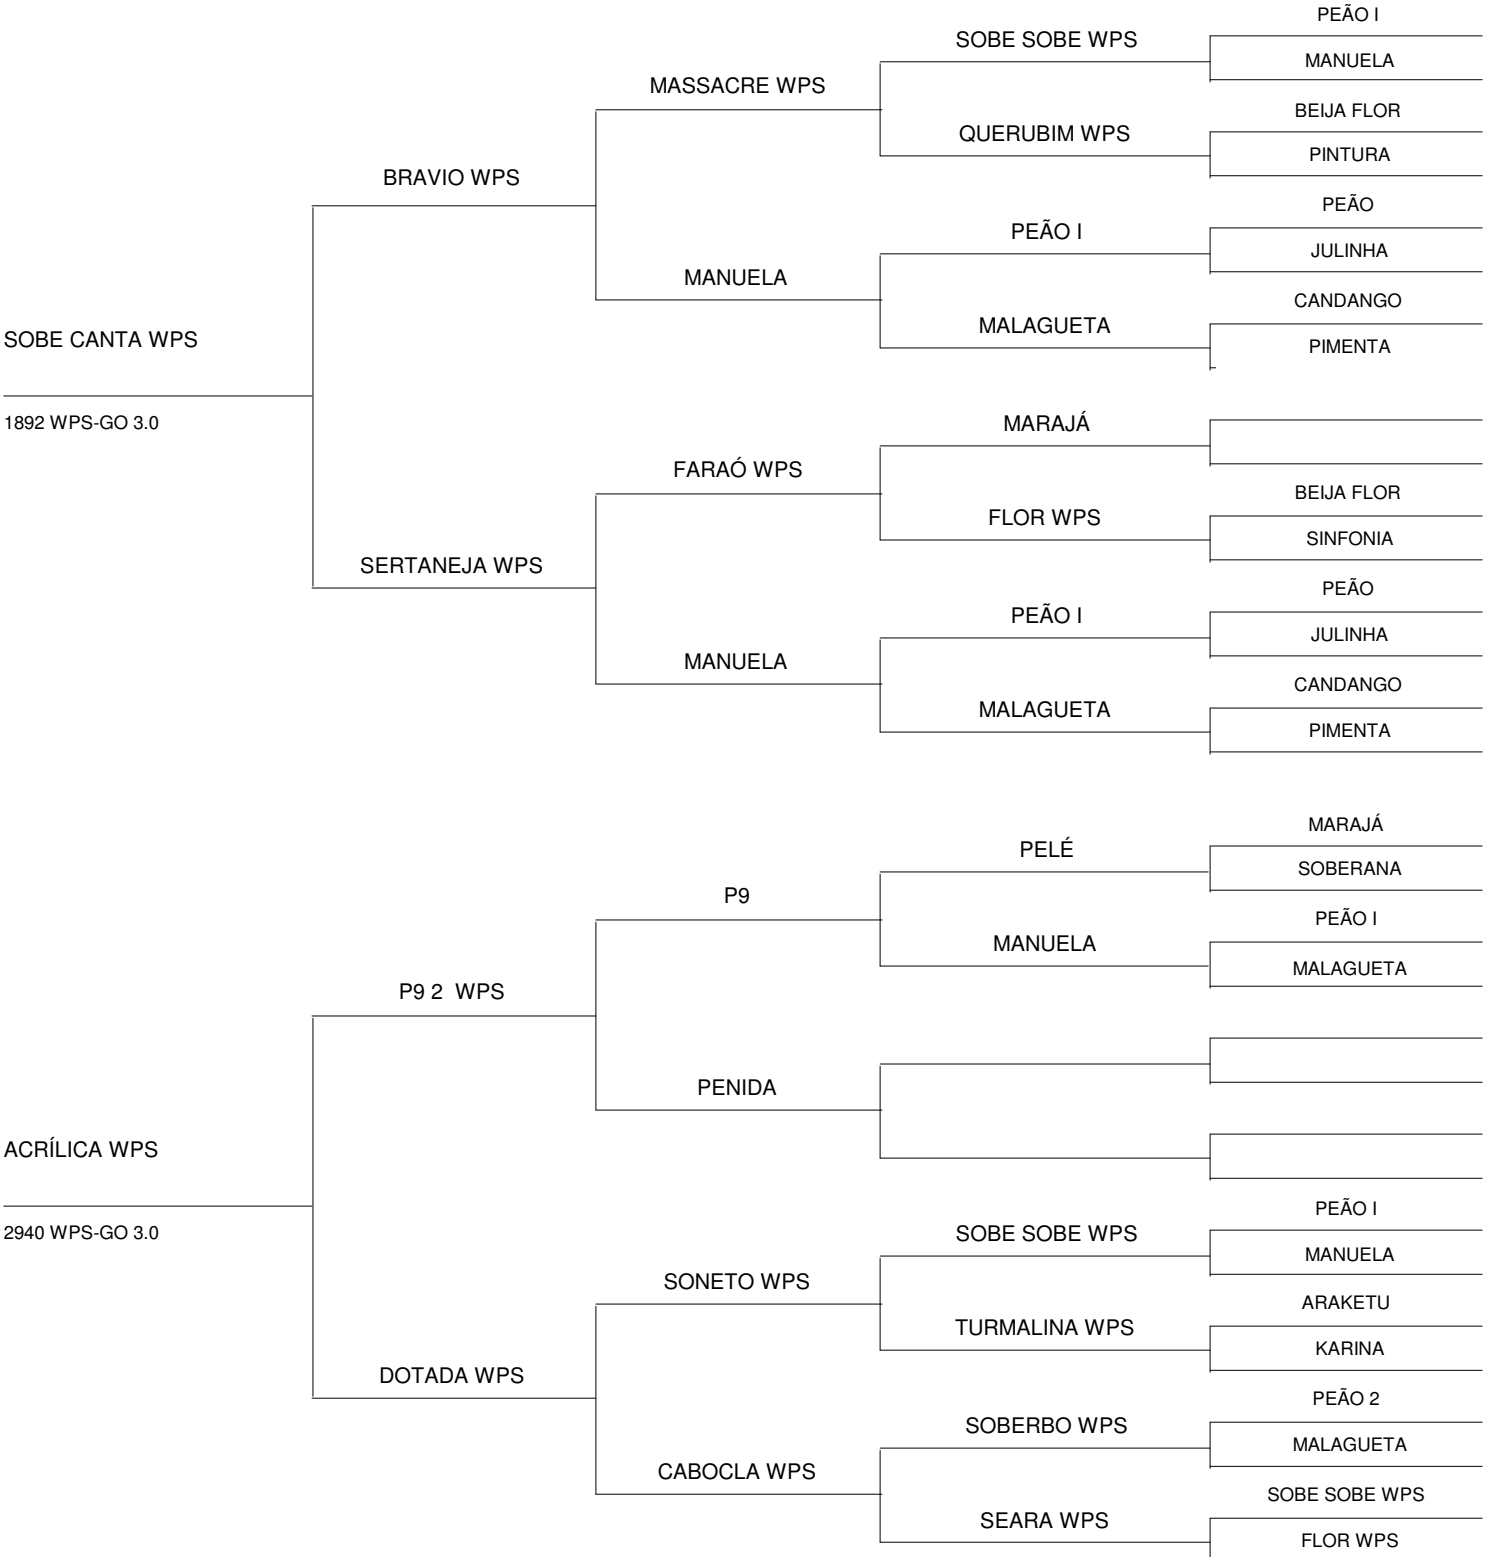 PEÃO I
SOBE SOBE WPS
MANUELA
MASSACRE WPS
BEIJA FLOR
QUERUBIM WPS
PINTURA
BRAVIO WPS
PEÃO
PEÃO I
JULINHA
MANUELA
CANDANGO
MALAGUETA
PIMENTA
SOBE CANTA WPS
1892 WPS-GO 3.0
MARAJÁ
FARAÓ WPS
BEIJA FLOR
FLOR WPS
SINFONIA
SERTANEJA WPS
PEÃO
PEÃO I
JULINHA
MANUELA
CANDANGO
MALAGUETA
PIMENTA
MARAJÁ
PELÉ
SOBERANA
P9
PEÃO I
MANUELA
MALAGUETA
P9 2 WPS
PENIDA
ACRÍLICA WPS
2940 WPS-GO 3.0
PEÃO I
SOBE SOBE WPS
MANUELA
SONETO WPS
ARAKETU
TURMALINA WPS
KARINA
DOTADA WPS
PEÃO 2
SOBERBO WPS
MALAGUETA
CABOCLA WPS
SOBE SOBE WPS
SEARA WPS
FLOR WPS